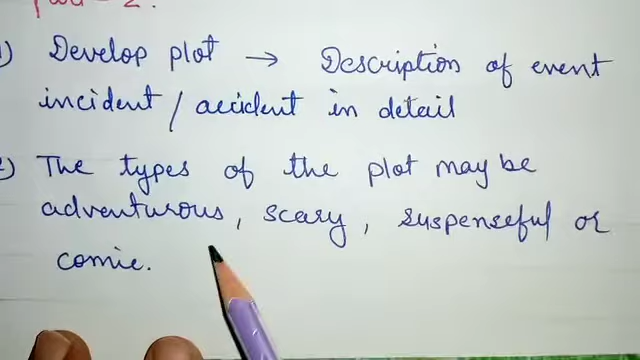 1) Develop plot → Description of event
incident / accident in detail
2) The types of the plot may be
adventurous, scary, suspenseful or
comic.